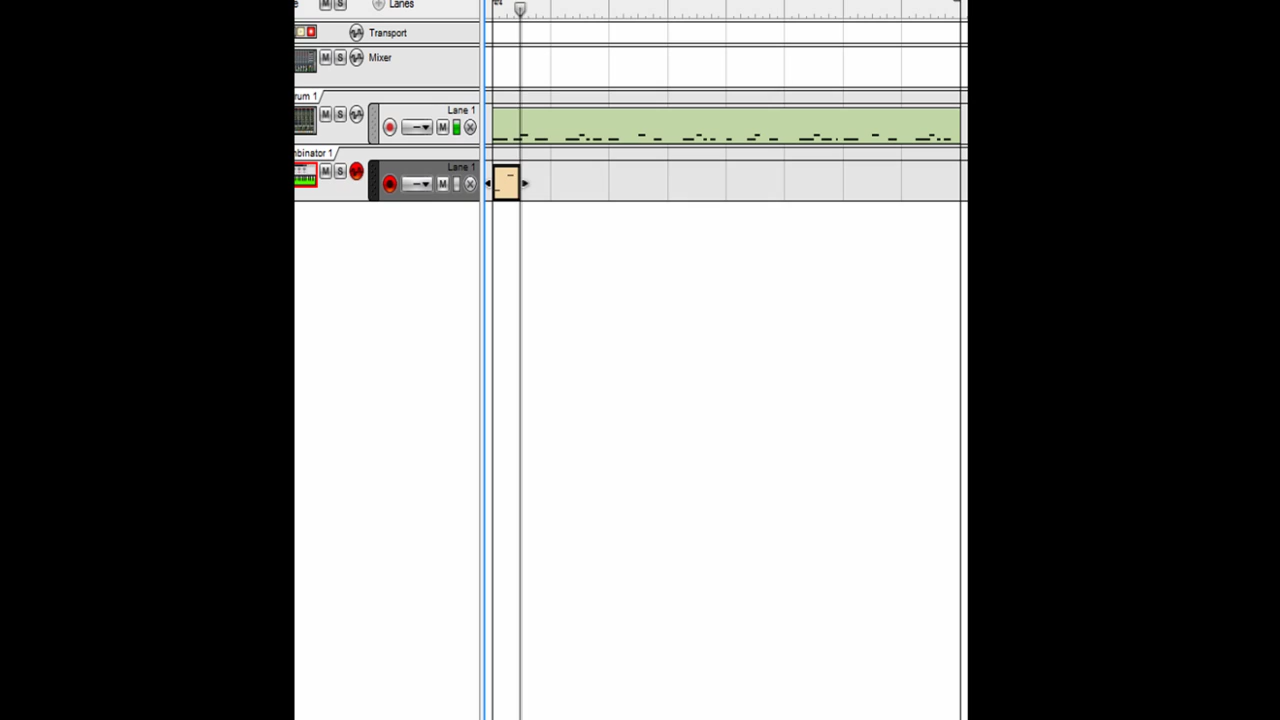 e M S Lanes
Transport
M S Mixer
rum 1
M S Lane 1
M
nbinator 1
M S Lane 1
M